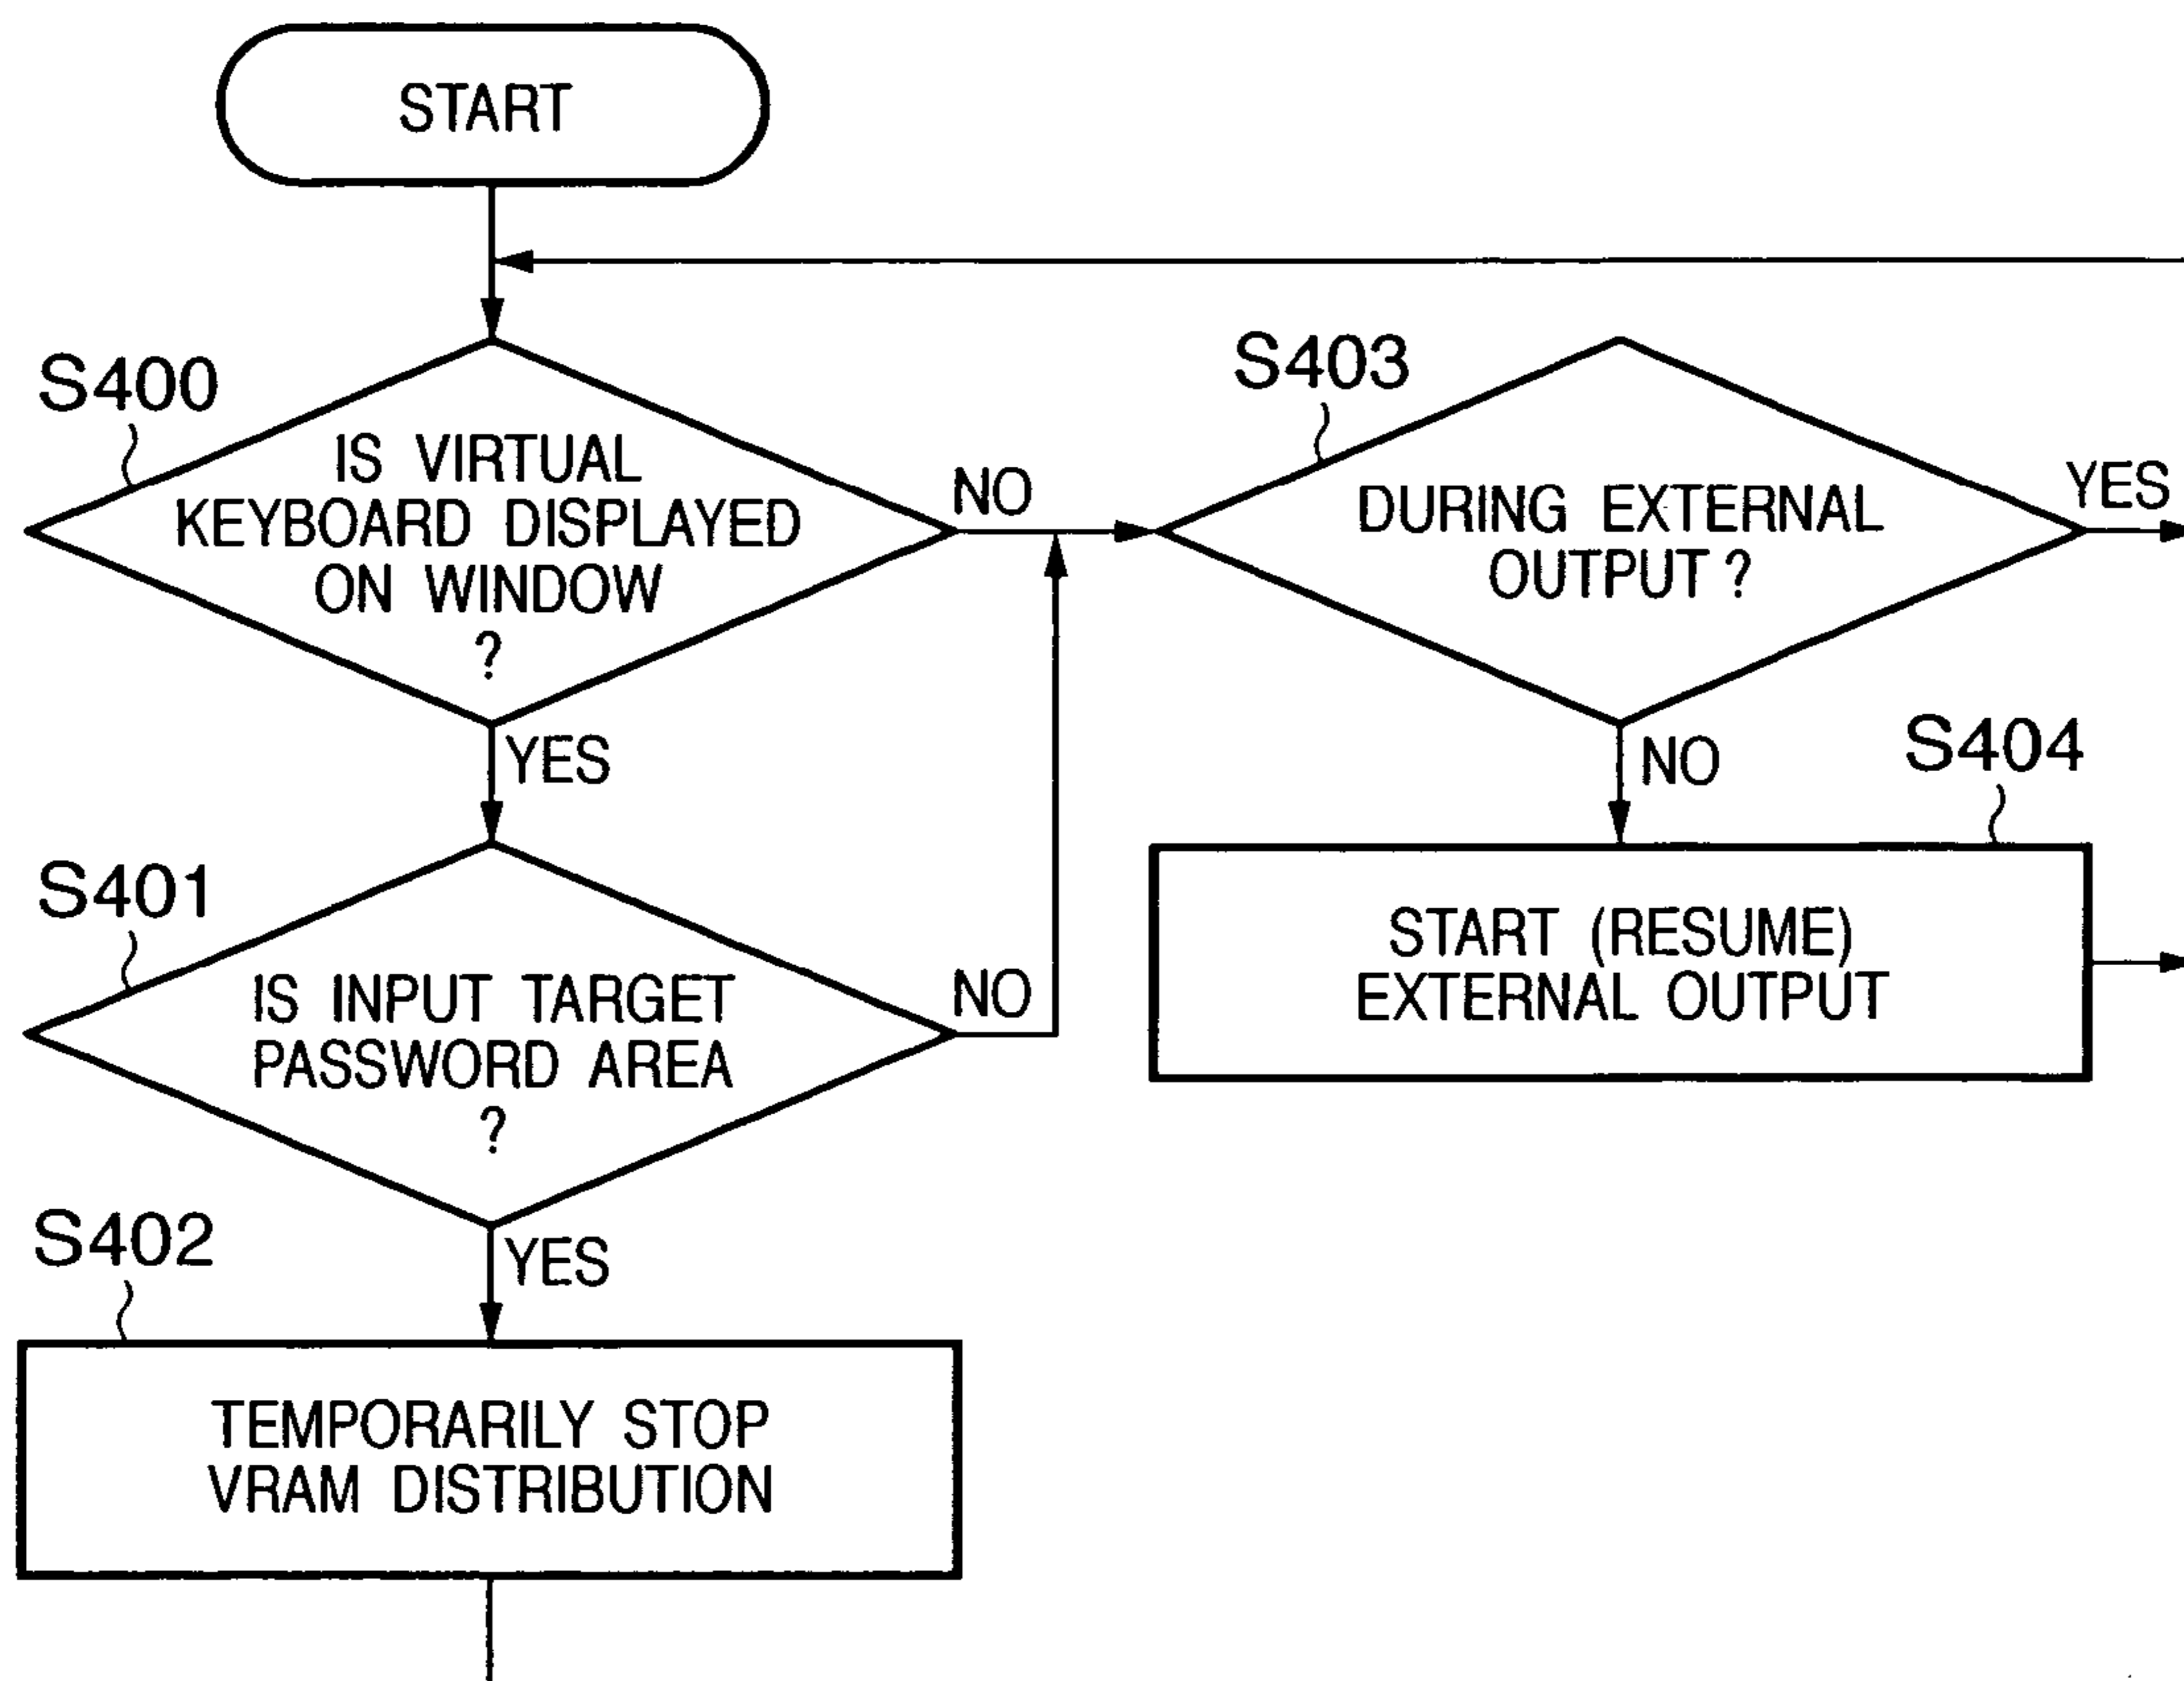 START
S400
IS VIRTUAL
KEYBOARD DISPLAYED
ON WINDOW
?
NO
YES
S403
DURING EXTERNAL
OUTPUT ?
YES
NO
S404
START (RESUME)
EXTERNAL OUTPUT
S401
IS INPUT TARGET
PASSWORD AREA
?
NO
YES
S402
TEMPORARILY STOP
VRAM DISTRIBUTION